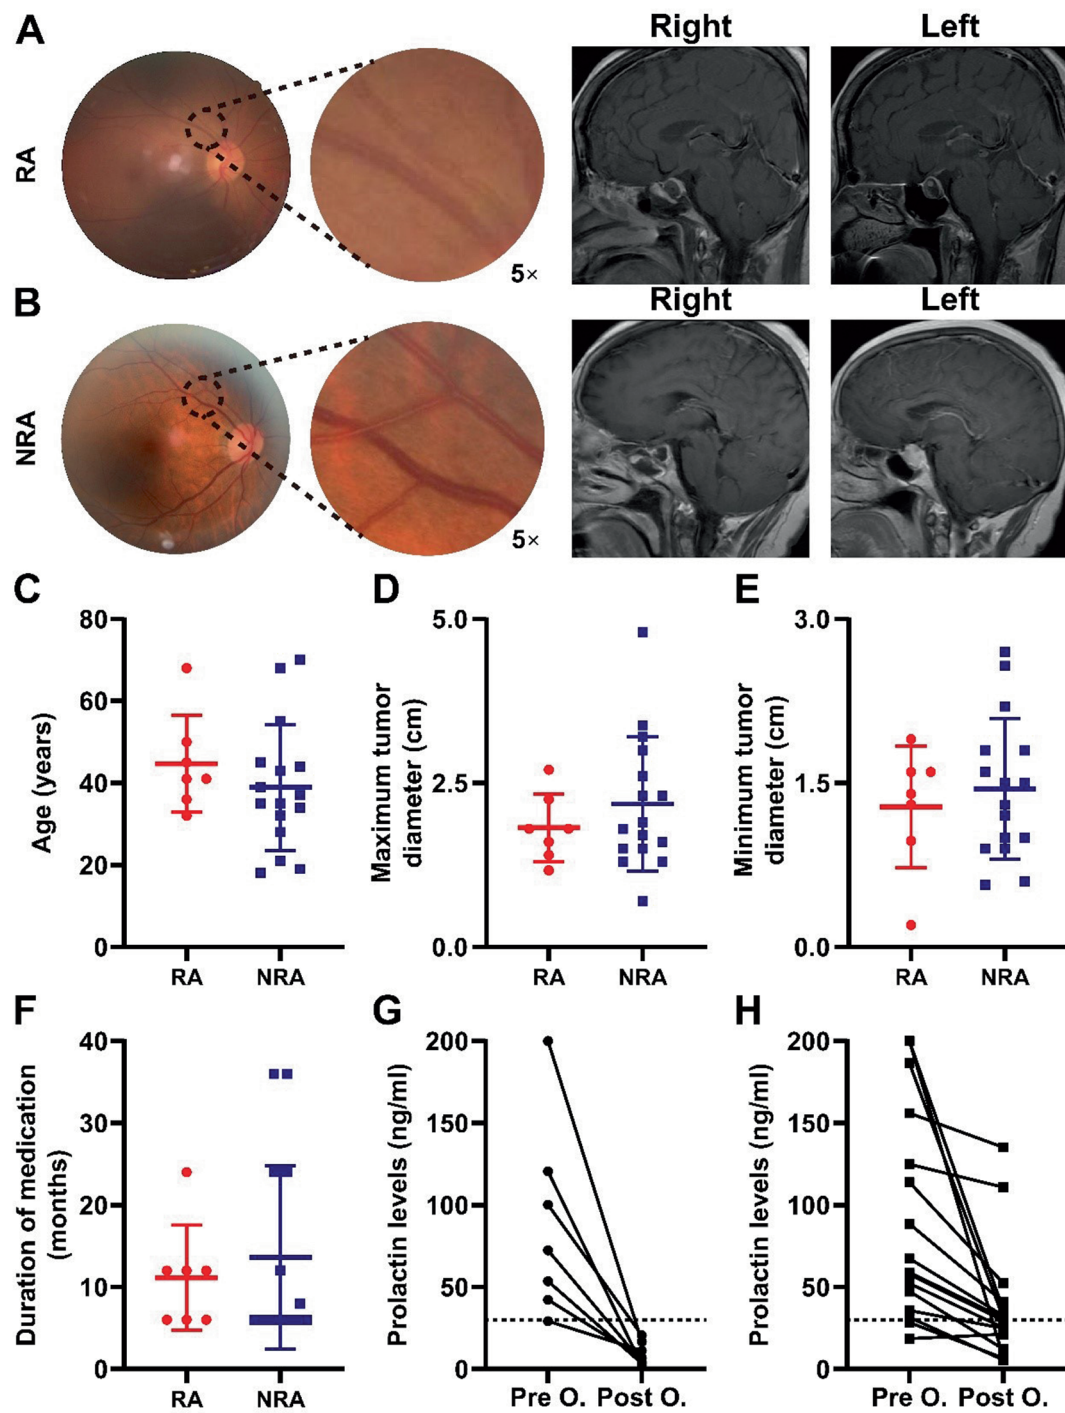 A
Right
Left
RA
5×
B
Right
Left
NRA
5×
C
80
60
40
20
0
Age (years)
RA
NRA
D
5.0
2.5
0.0
Maximum tumor
diameter (cm)
RA
NRA
E
3.0
1.5
0.0
Minimum tumor
diameter (cm)
RA
NRA
F
40
30
20
10
0
Duration of medication
(months)
RA
NRA
G
200
150
100
50
0
Prolactin levels (ng/ml)
Pre O. Post O.
H
200
150
100
50
0
Prolactin levels (ng/ml)
Pre O. Post O.